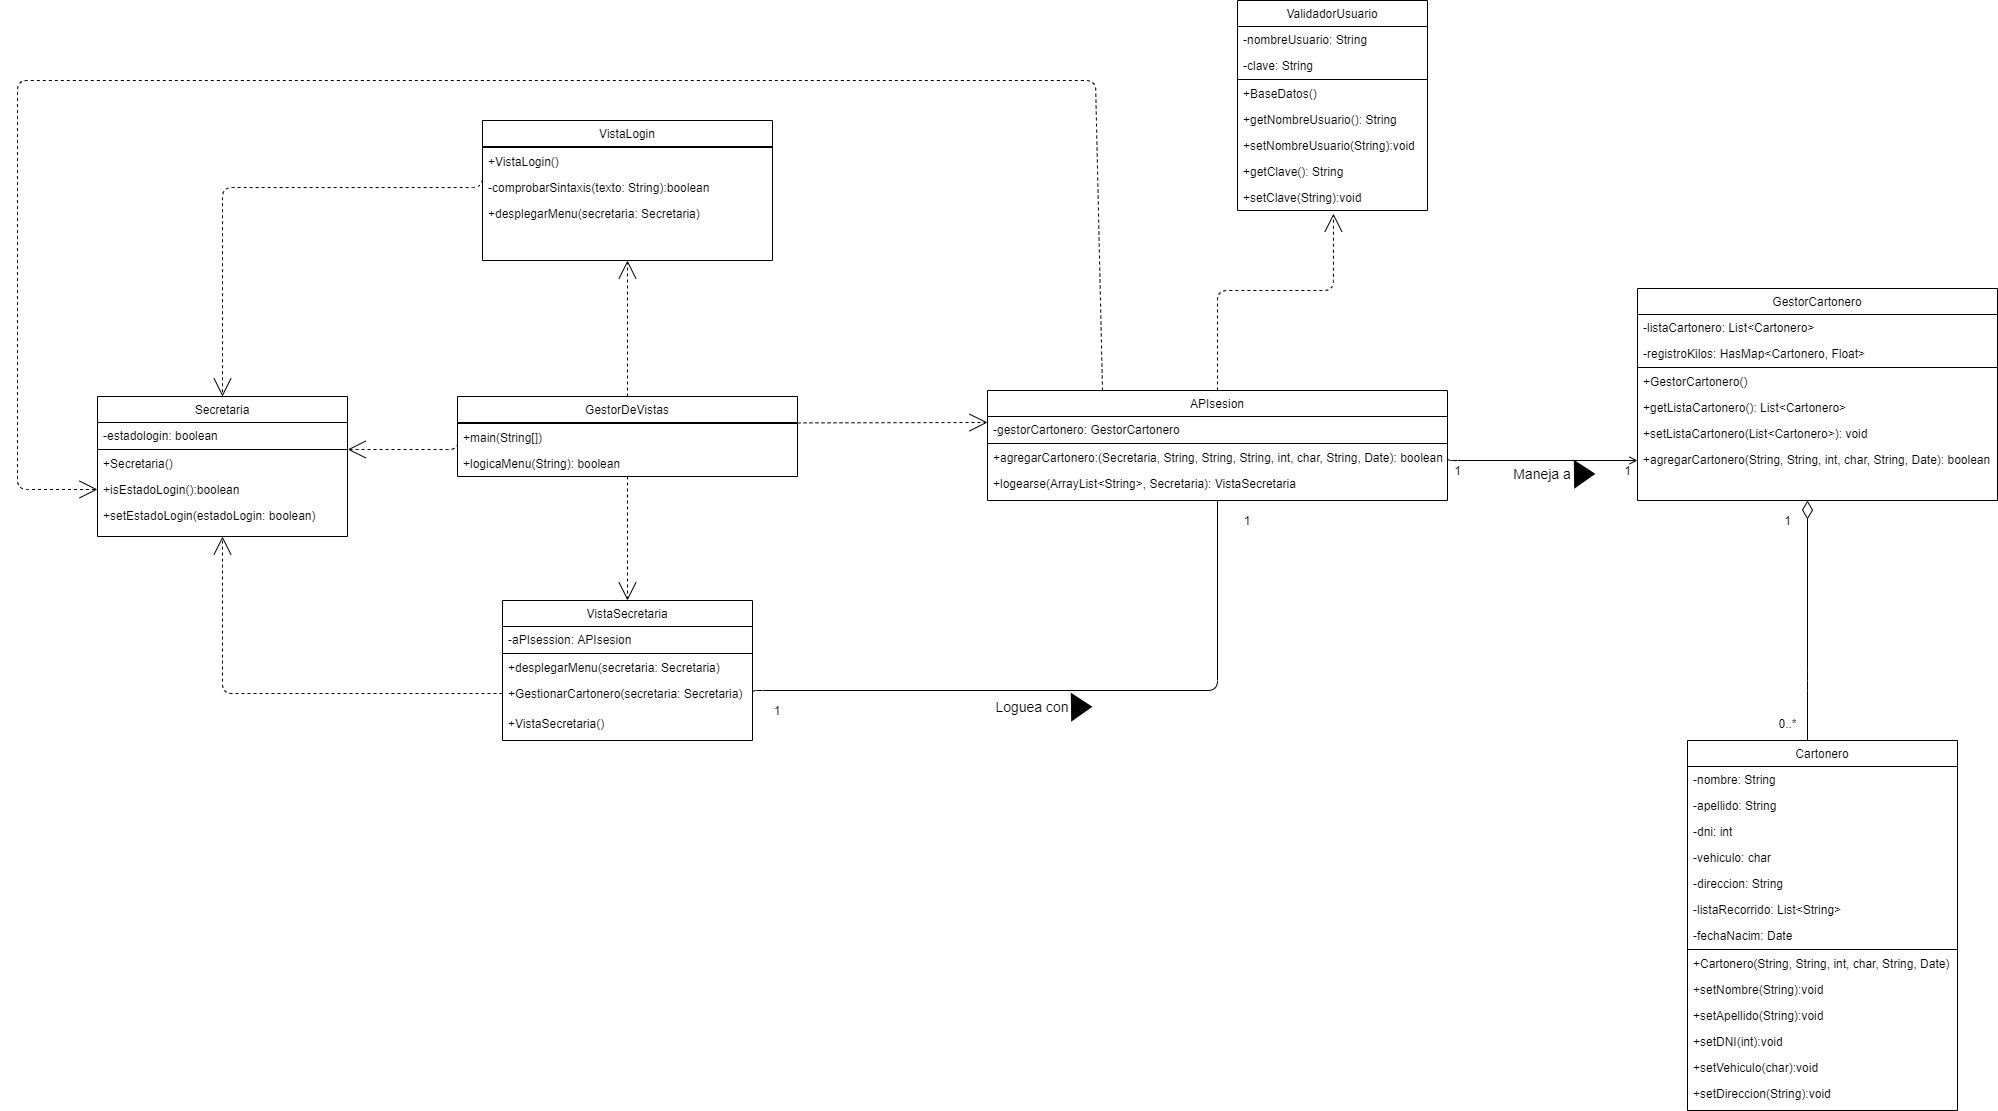 ValidadorUsuario
-nombreUsuario: String
-clave: String
+BaseDatos()
+getNombreUsuario(): String
+setNombreUsuario(String):void
+getClave(): String
+setClave(String):void
VistaLogin
+VistaLogin()
-comprobarSintaxis(texto: String):boolean
+desplegarMenu(secretaria: Secretaria)
Secretaria
-estadologin: boolean
+Secretaria()
+isEstadoLogin():boolean
+setEstadoLogin(estadoLogin: boolean)
GestorDeVistas
+main(String[])
+logicaMenu(String): boolean
APIsesion
-gestorCartonero: GestorCartonero
+agregarCartonero:(Secretaria, String, String, String, int, char, String, Date): boolean
+logearse(ArrayList<String>, Secretaria): VistaSecretaria
1
Maneja a
1
GestorCartonero
-listaCartonero: List<Cartonero>
-registroKilos: HasMap<Cartonero, Float>
+GestorCartonero()
+getListaCartonero(): List<Cartonero>
+setListaCartonero(List<Cartonero>): void
+agregarCartonero(String, String, int, char, String, Date): boolean
1
1
VistaSecretaria
-aPIsession: APIsesion
+desplegarMenu(secretaria: Secretaria)
+GestionarCartonero(secretaria: Secretaria)
+VistaSecretaria()
1
Loguea con
0..*
Cartonero
-nombre: String
-apellido: String
-dni: int
-vehiculo: char
-direccion: String
-listaRecorrido: List<String>
-fechaNacim: Date
+Cartonero(String, String, int, char, String, Date)
+setNombre(String):void
+setApellido(String):void
+setDNI(int):void
+setVehiculo(char):void
+setDireccion(String):void